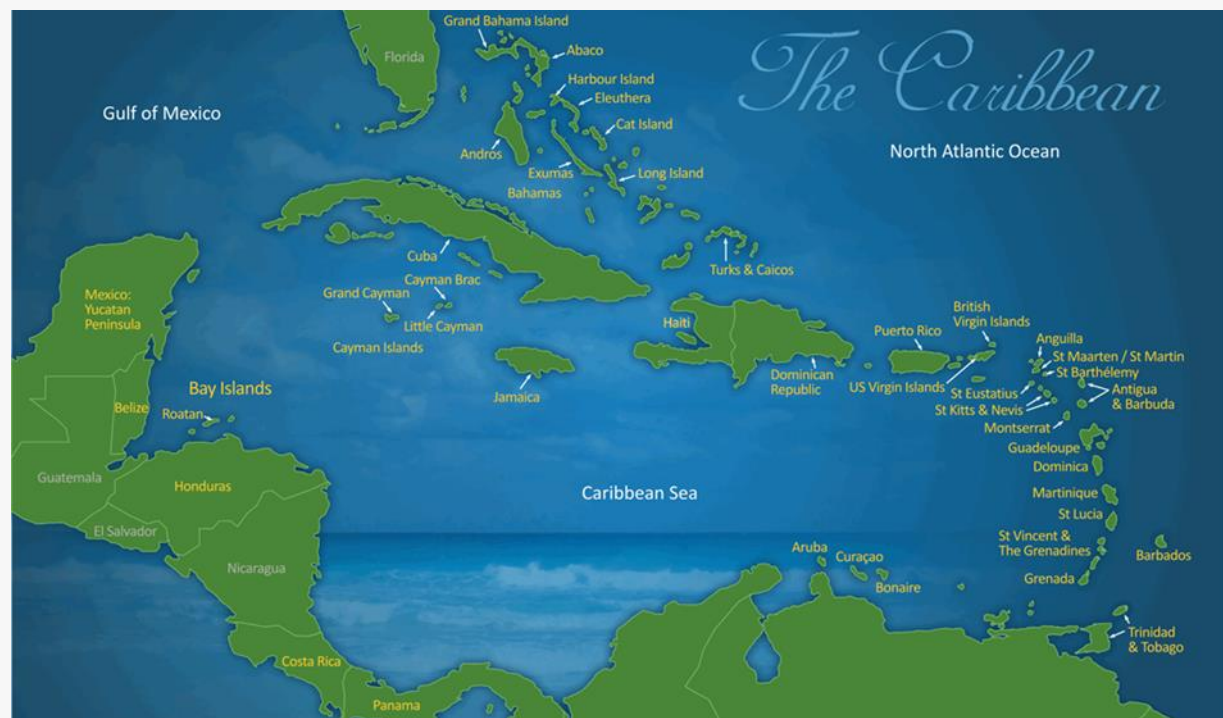 The Caribbean
Grand Bahama Island
Florida
Abaco
Harbour Island
Eleuthera
Gulf of Mexico
Cat Island
North Atlantic Ocean
Andros
Exumas
Long Island
Bahamas
Cuba
Turks & Caicos
Cayman Brac
Grand Cayman
Little Cayman
Cayman Islands
Mexico:
Yucatan
Peninsula
Haiti
British
Virgin Islands
Puerto Rico
Anguilla
St Maarten / St Martin
St Barthélemy
Dominican
Republic
US Virgin Islands
Jamaica
Bay Islands
St Eustatius
Antigua
& Barbuda
St Kitts & Nevis
Belize
Roatan
Montserrat
Guadeloupe
Guatemala
Dominica
Honduras
Caribbean Sea
Martinique
St Lucia
El Salvador
St Vincent &
The Grenadines
Barbados
Aruba
Curaçao
Bonaire
Nicaragua
Grenada
Trinidad
& Tobago
Costa Rica
Panama